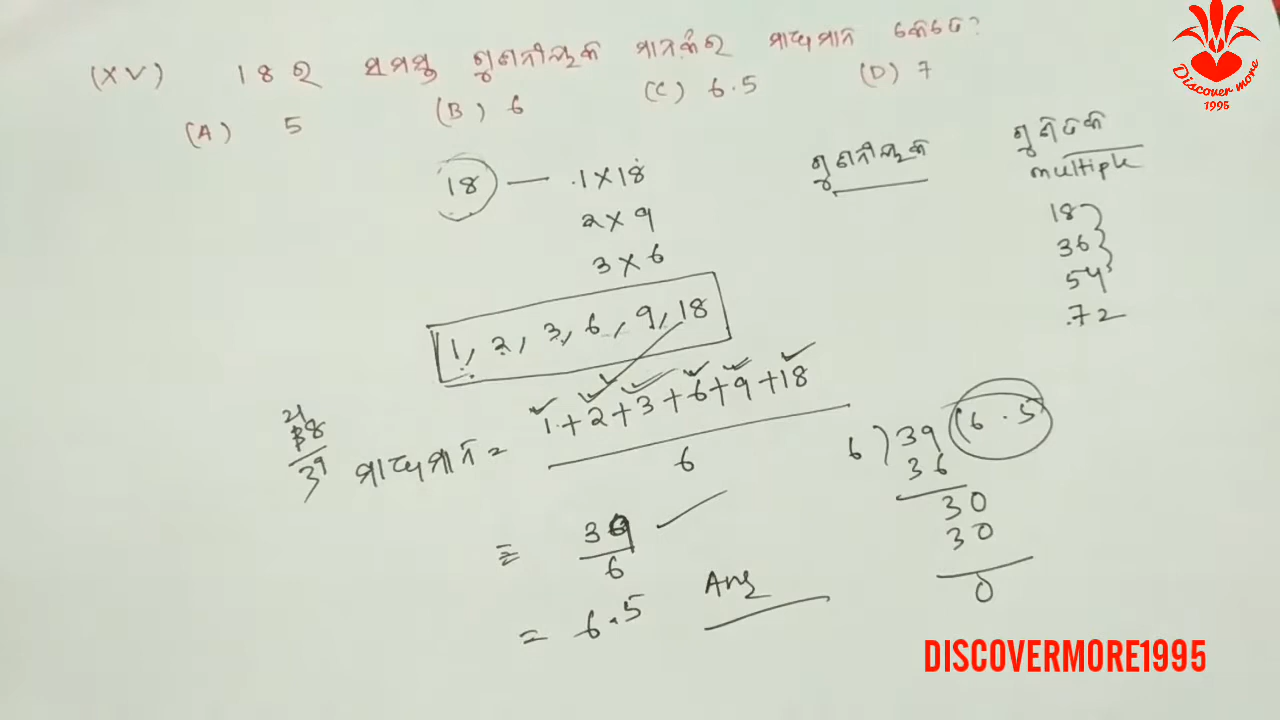 (XV) 18 ର ସମସ୍ତ ଗୁଣନୀୟକ ମାନଙ୍କର ମାଧ୍ୟମାନ କେତେ?
(A) 5 (B) 6 (C) 6.5 (D) 7
Discover more
1995
18 — 1 X 18
2 X 9
3 X 6
1, 2, 3, 6, 9, 18
ଗୁଣନୀୟକ
ଗୁଣିତକ
multiple
18
36
54
72
21
18
39
ମାଧ୍ୟମାନ =
1 + 2 + 3 + 6 + 9 + 18
6
= 39
6
= 6.5 Ans
6 ) 39 ( 6.5
36
30
30
0
DISCOVERMORE1995